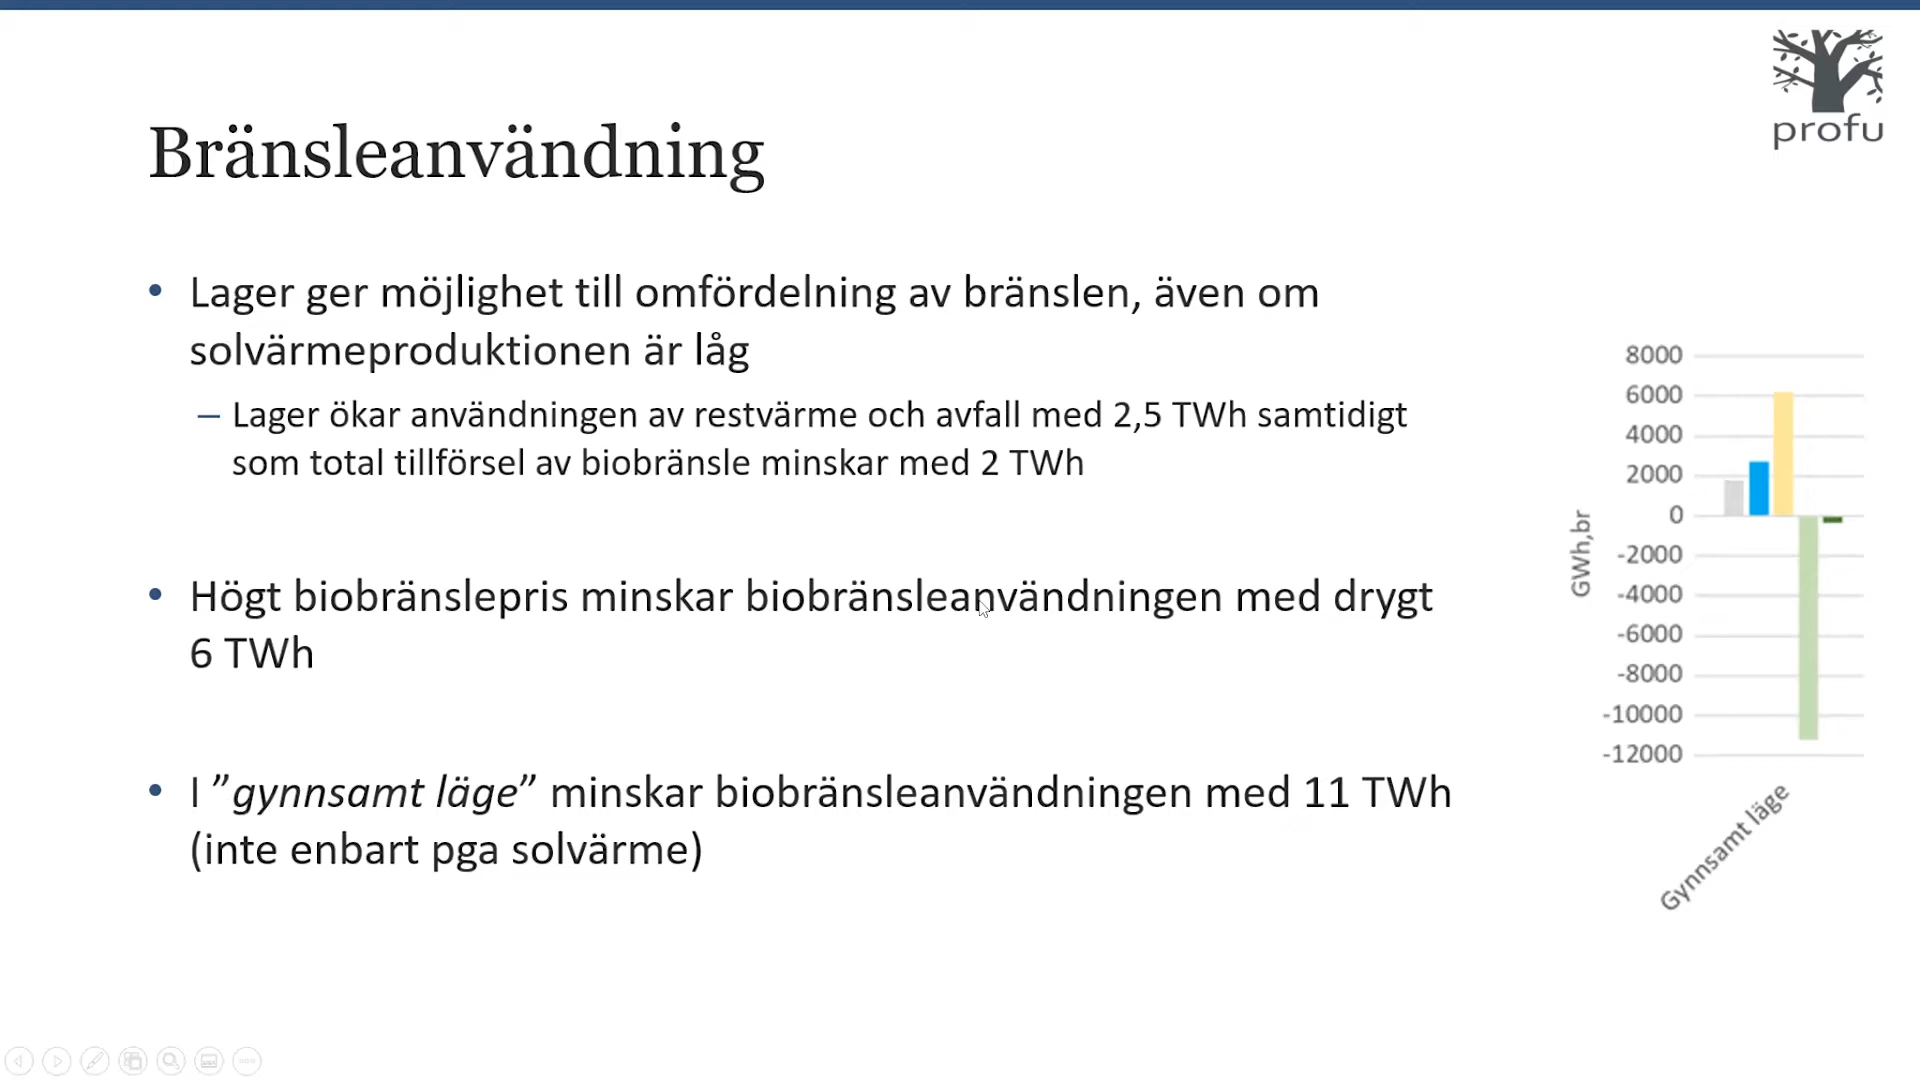 profu
Bränsleanvändning
• Lager ger möjlighet till omfördelning av bränslen, även om
solvärmeproduktionen är låg
– Lager ökar användningen av restvärme och avfall med 2,5 TWh samtidigt
som total tillförsel av biobränsle minskar med 2 TWh
• Högt biobränslepris minskar biobränsleanvändningen med drygt
6 TWh
• I ”gynnsamt läge” minskar biobränsleanvändningen med 11 TWh
(inte enbart pga solvärme)
GWh,br
8000
6000
4000
2000
0
-2000
-4000
-6000
-8000
-10000
-12000
Gynnsamt läge